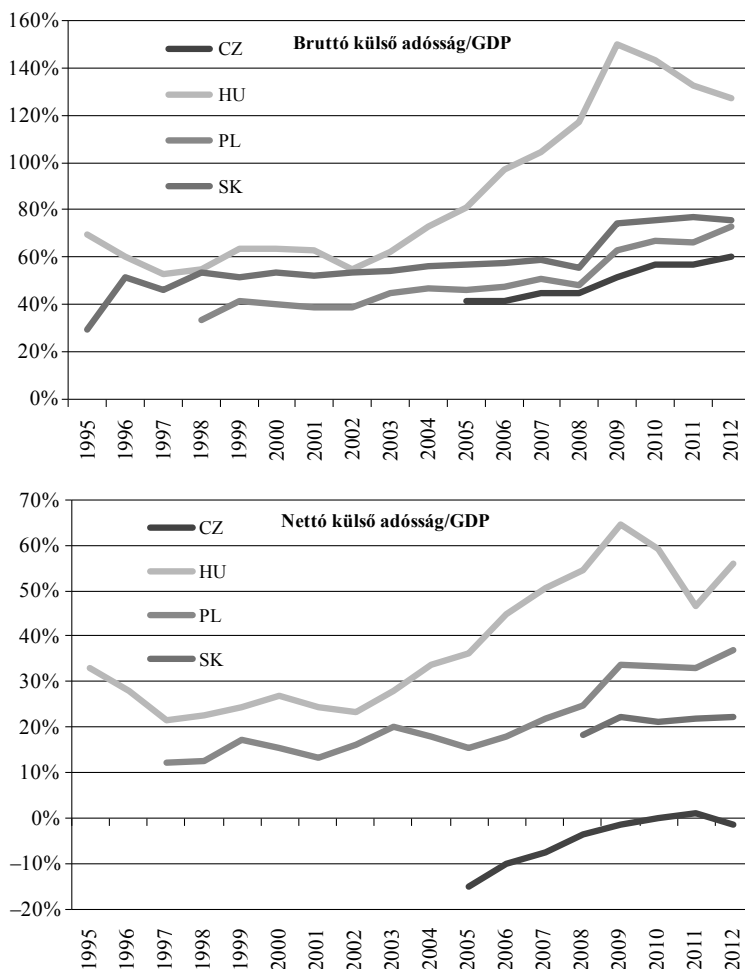 Bruttó külső adósság/GDP
CZ
HU
PL
SK
160%
140%
120%
100%
80%
60%
40%
20%
0%
1995 1996 1997 1998 1999 2000 2001 2002 2003 2004 2005 2006 2007 2008 2009 2010 2011 2012
Nettó külső adósság/GDP
CZ
HU
PL
SK
70%
60%
50%
40%
30%
20%
10%
0%
–10%
–20%
1995 1996 1997 1998 1999 2000 2001 2002 2003 2004 2005 2006 2007 2008 2009 2010 2011 2012